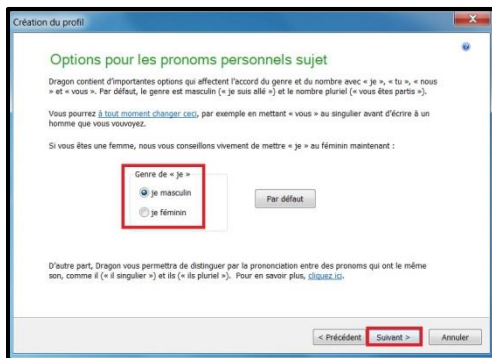 Création du profil
Options pour les pronoms personnels sujet
Dragon contient d'importantes options qui affectent l'accord du genre et du nombre avec « je », « tu », « nous
» et « vous ». Par défaut, le genre est masculin (« je suis allé ») et le nombre pluriel (« vous êtes partis »).
Vous pourrez à tout moment changer ceci, par exemple en mettant « vous » au singulier avant d'écrire à un
homme que vous vouvoyez.
Si vous êtes une femme, nous vous conseillons vivement de mettre « je » au féminin maintenant :
Genre de « je »
je masculin
je féminin
Par défaut
D'autre part, Dragon vous permettra de distinguer par la prononciation entre des pronoms qui ont le même
son, comme il (« il singulier ») et ils (« ils pluriel »). Pour en savoir plus, cliquez ici.
< Précédent
Suivant >
Annuler